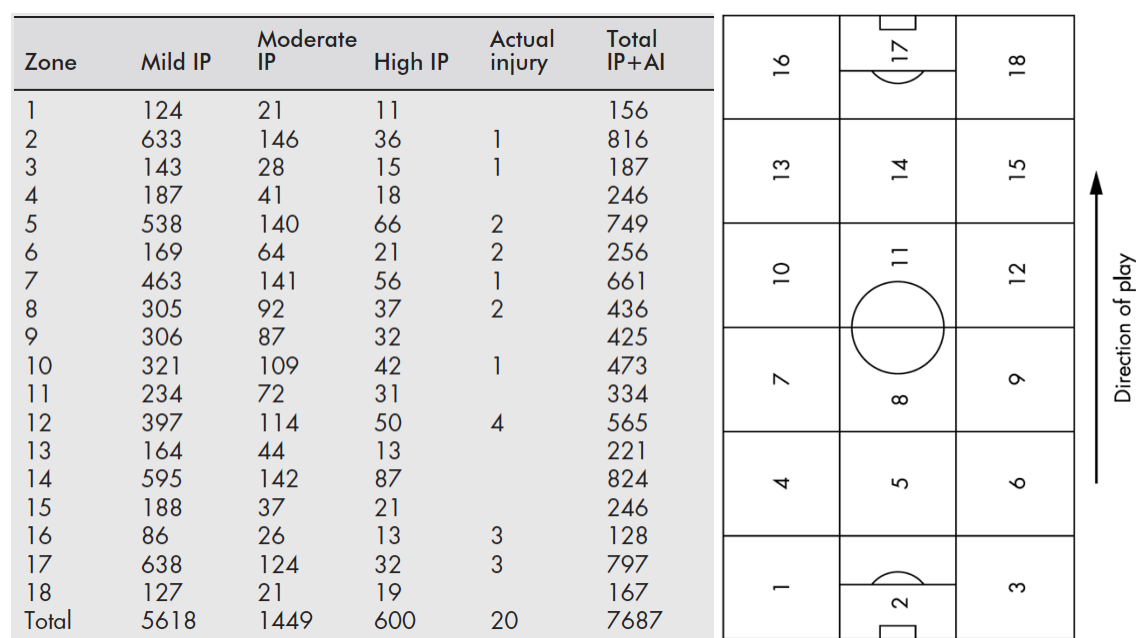 Zone Mild IP Moderate IP High IP Actual injury Total IP+AI
1 124 21 11 156
2 633 146 36 1 816
3 143 28 15 1 187
4 187 41 18 246
5 538 140 66 2 749
6 169 64 21 2 256
7 463 141 56 1 661
8 305 92 37 2 436
9 306 87 32 425
10 321 109 42 1 473
11 234 72 31 334
12 397 114 50 4 565
13 164 44 13 221
14 595 142 87 824
15 188 37 21 246
16 86 26 13 3 128
17 638 124 32 3 797
18 127 21 19 167
Total 5618 1449 600 20 7687
16 17 18
13 14 15
10 11 12
7 8 9
4 5 6
1 2 3
Direction of play